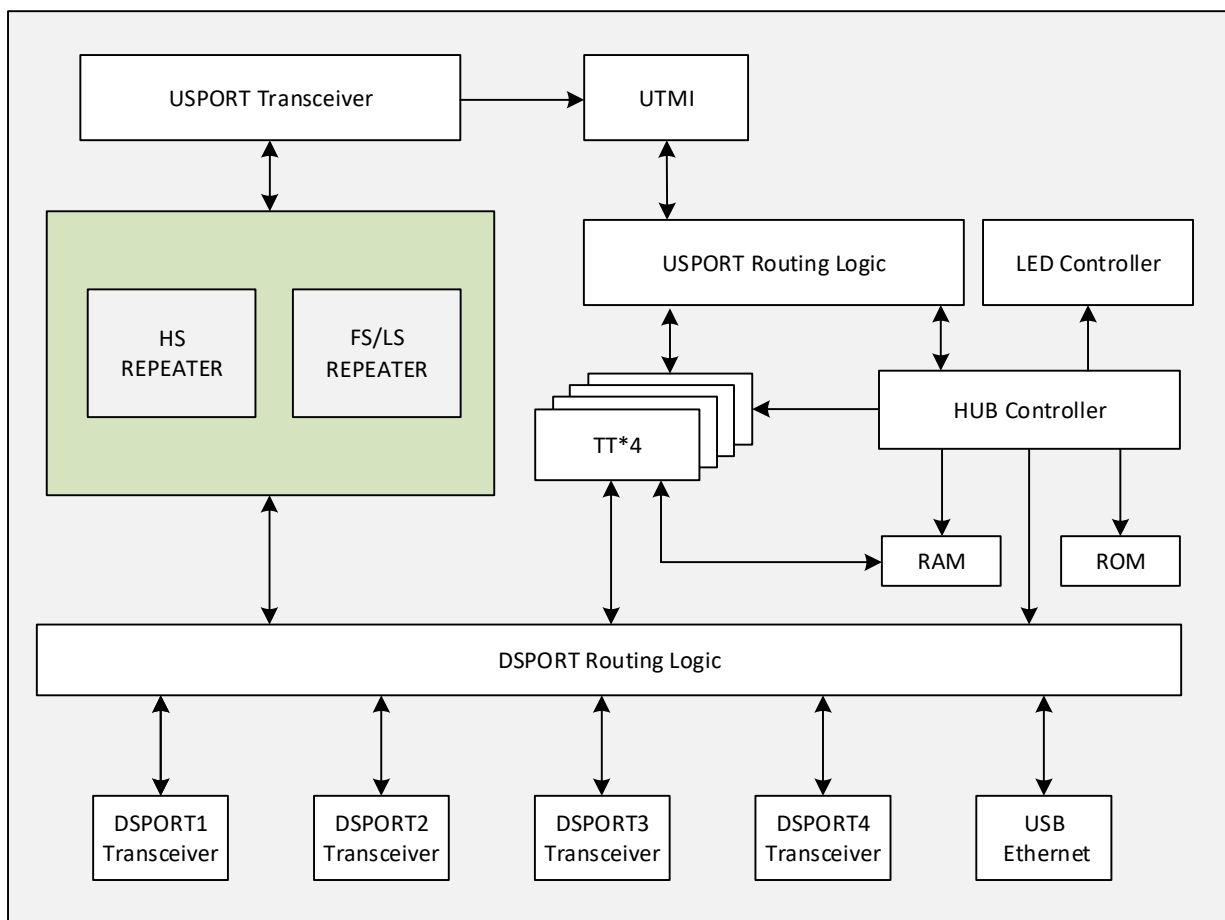 USPORT Transceiver
UTMI
USPORT Routing Logic
LED Controller
HS
REPEATER
FS/LS
REPEATER
HUB Controller
TT*4
RAM
ROM
DSPORT Routing Logic
DSPORT1
Transceiver
DSPORT2
Transceiver
DSPORT3
Transceiver
DSPORT4
Transceiver
USB
Ethernet